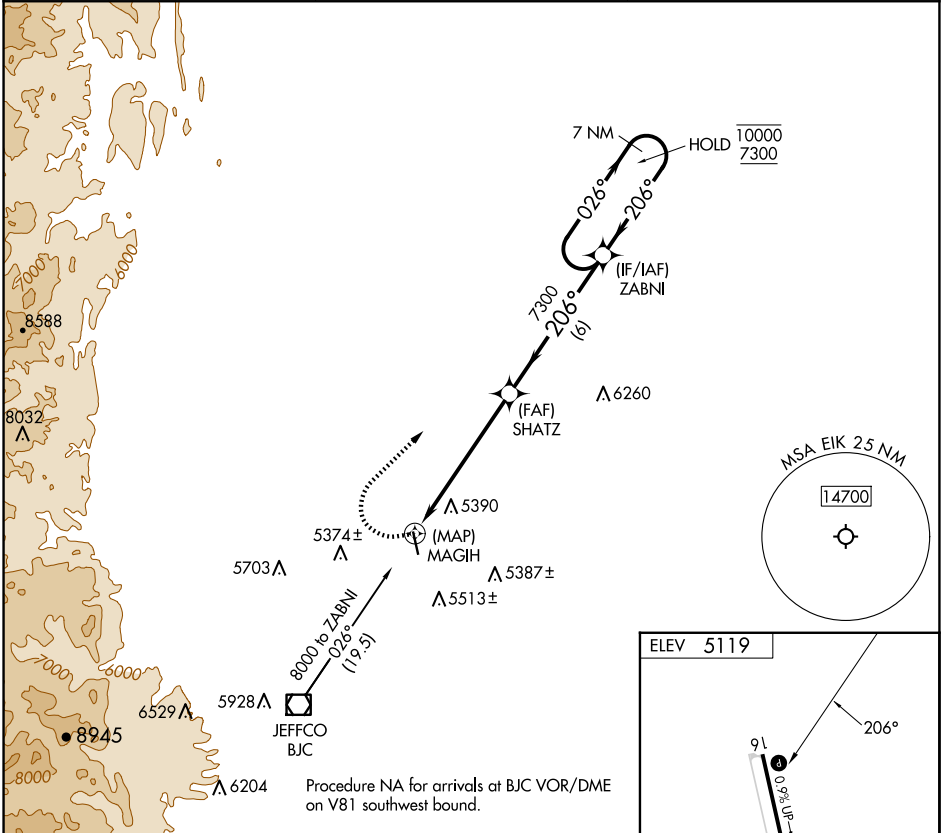 7 NM
HOLD
10000
7300
026°
206°
(IF/IAF)
ZABNI
7300
206°
(6)
6000
7000
8588
8032
(FAF)
SHATZ
6260
MSA EIK 25 NM
14700
5390
(MAP)
MAGIH
5374±
5703
5387±
5513±
8000 to ZABNI
026°
(19.5)
ELEV 5119
206°
16
P
0.9% UP
7000
6000
6529
5928
JEFFCO
BJC
8945
8000
6204
Procedure NA for arrivals at BJC VOR/DME
on V81 southwest bound.